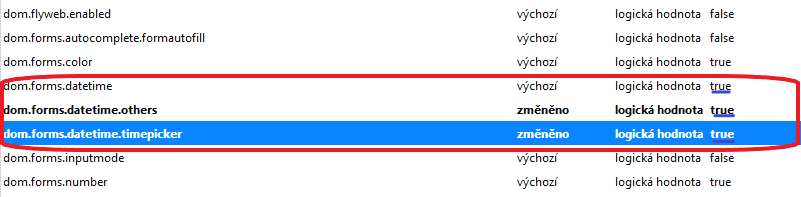 dom.flyweb.enabled výchozí logická hodnota false
dom.forms.autocomplete.formautofill výchozí logická hodnota false
dom.forms.color výchozí logická hodnota true
dom.forms.datetime výchozí logická hodnota true
dom.forms.datetime.others změněno logická hodnota true
dom.forms.datetime.timepicker změněno logická hodnota true
dom.forms.inputmode výchozí logická hodnota false
dom.forms.number výchozí logická hodnota true